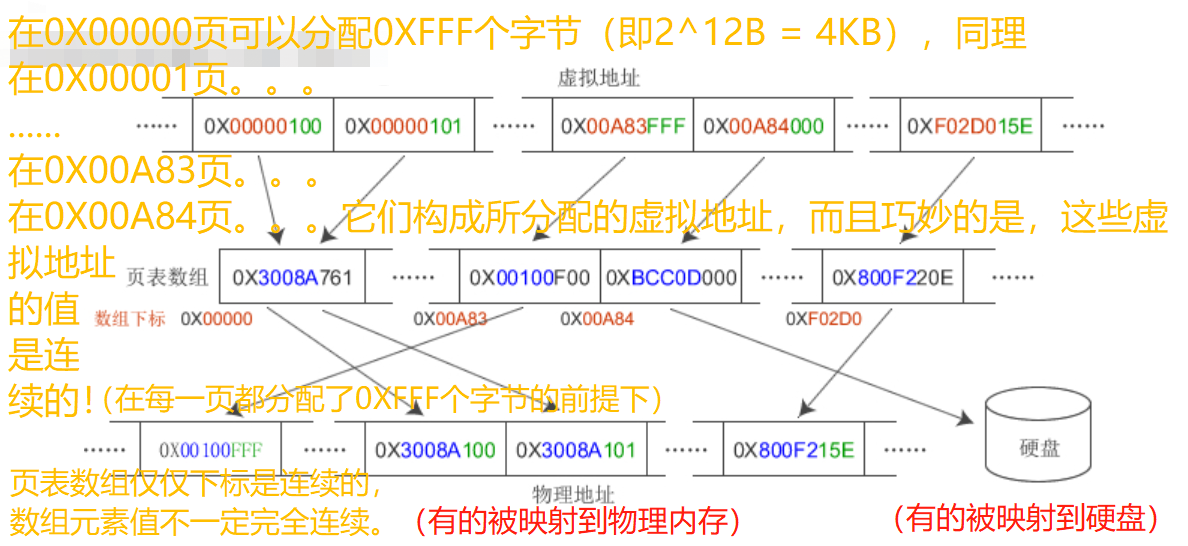 在0X00000页可以分配0XFFF个字节（即2^12B = 4KB），同理
在0X00001页。。。
虚拟地址
……
…… 0X00000100 0X00000101 …… 0X00A83FFF 0X00A84000 …… 0XF02D015E ……
在0X00A83页。。。
在0X00A84页。。。它们构成所分配的虚拟地址，而且巧妙的是，这些虚
拟地址
的值
是连
续的！（在每一页都分配了0XFFF个字节的前提下）
页表数组 0X3008A761 …… 0X00100F00 0XBCC0D000 …… 0X800F220E ……
数组下标 0X00000 0X00A83 0X00A84 0XF02D0
…… 0X00100FFF …… 0X3008A100 0X3008A101 …… 0X800F215E ……
硬盘
页表数组仅仅下标是连续的，
数组元素值不一定完全连续。
物理地址
（有的被映射到物理内存）
（有的被映射到硬盘）